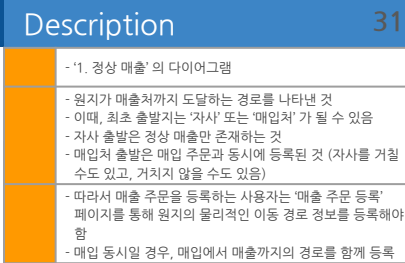 Description
31
- '1. 정상 매출' 의 다이어그램
- 원지가 매출처까지 도달하는 경로를 나타낸 것
- 이때, 최초 출발지는 '자사' 또는 '매입처' 가 될 수 있음
- 자사 출발은 정상 매출만 존재하는 것
- 매입처 출발은 매입 주문과 동시에 등록된 것 (자사를 거칠
수도 있고, 거치지 않을 수도 있음)
- 따라서 매출 주문을 등록하는 사용자는 '매출 주문 등록'
페이지를 통해 원지의 물리적인 이동 경로 정보를 등록해야
함
- 매입 동시일 경우, 매입에서 매출까지의 경로를 함께 등록